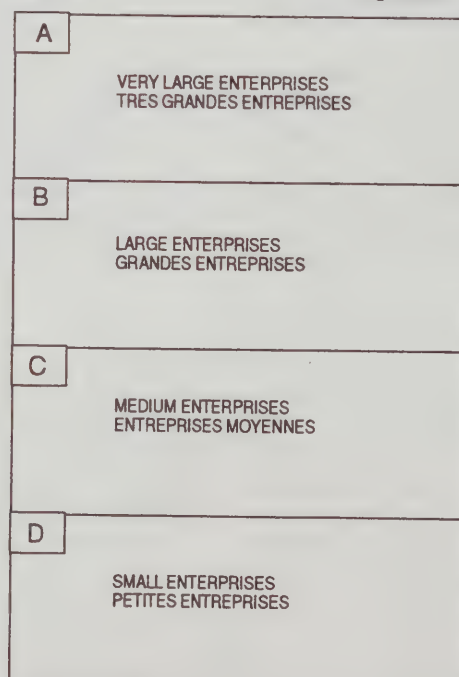 A
VERY LARGE ENTERPRISES
TRES GRANDES ENTREPRISES
B
LARGE ENTERPRISES
GRANDES ENTREPRISES
C
MEDIUM ENTERPRISES
ENTREPRISES MOYENNES
D
SMALL ENTERPRISES
PETITES ENTREPRISES